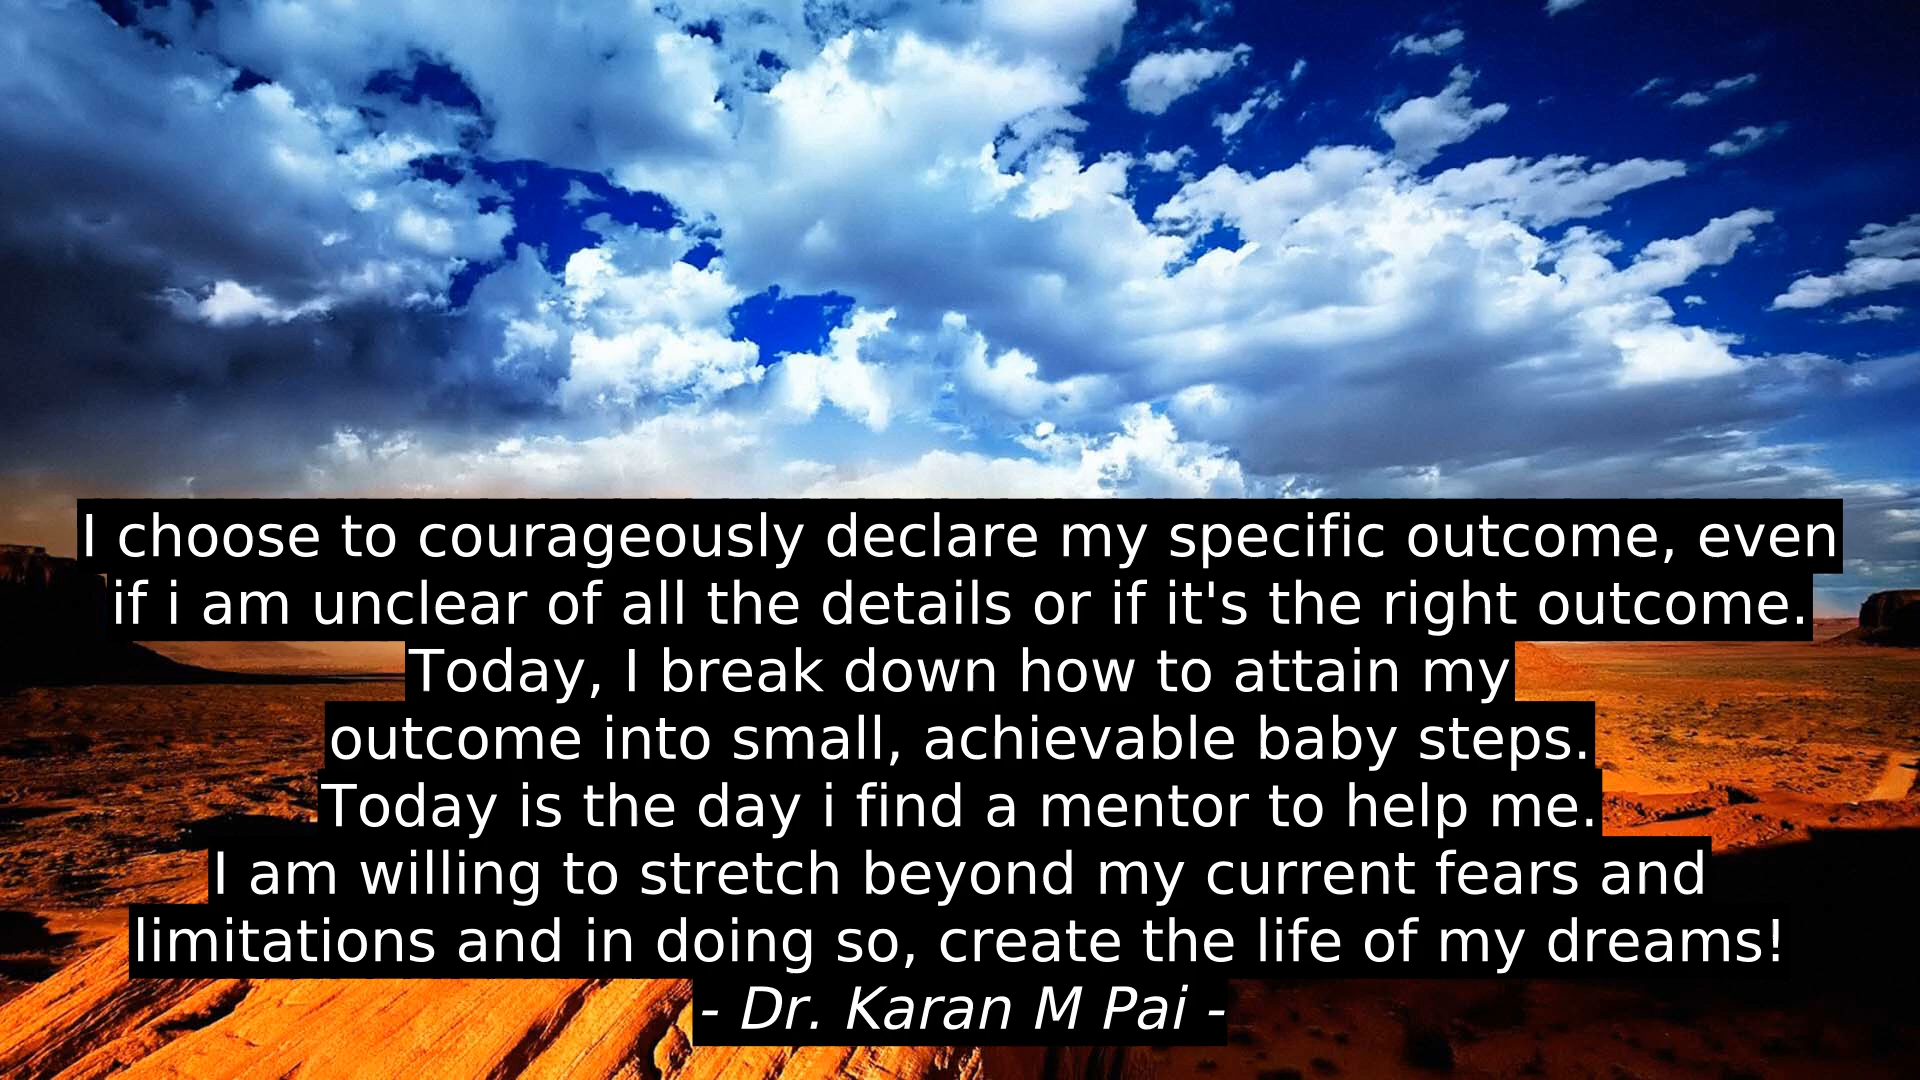 I choose to courageously declare my specific outcome, even
if i am unclear of all the details or if it's the right outcome.
Today, I break down how to attain my
outcome into small, achievable baby steps.
Today is the day i find a mentor to help me.
I am willing to stretch beyond my current fears and
limitations and in doing so, create the life of my dreams!
- Dr. Karan M Pai -